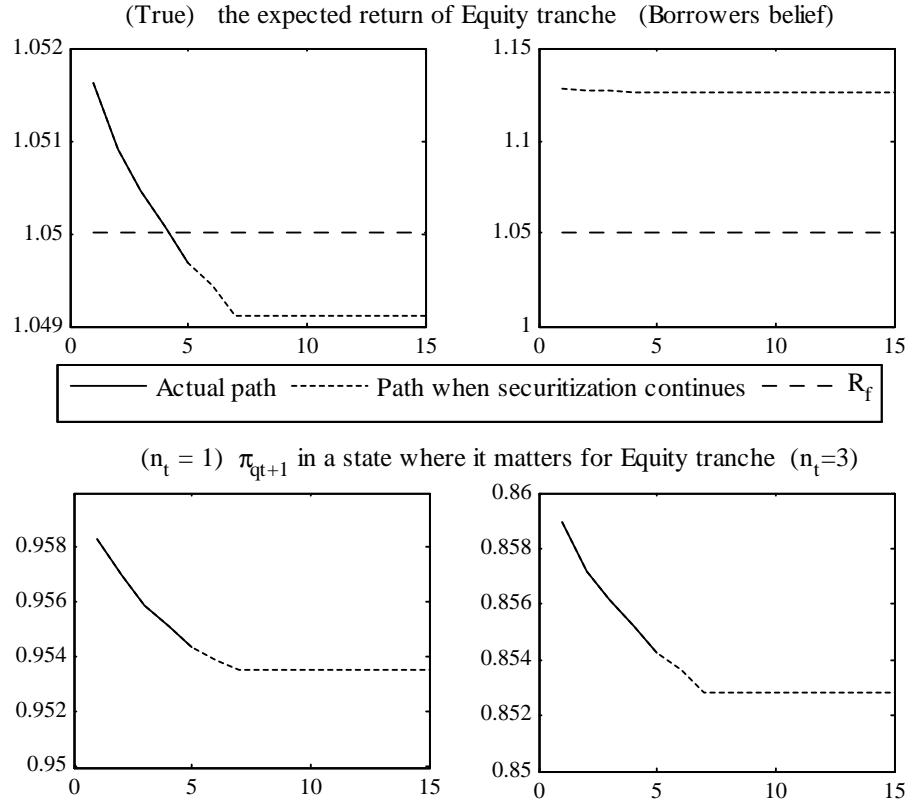 (True) the expected return of Equity tranche (Borrowers belief)
1.052
1.051
1.05
1.049
0 5 10 15
1.15
1.1
1.05
1
0 5 10 15
Actual path Path when securitization continues R_f
(n_t = 1) π_{qt+1} in a state where it matters for Equity tranche (n_t=3)
0.958
0.956
0.954
0.952
0.95
0 5 10 15
0.86
0.858
0.856
0.854
0.852
0.85
0 5 10 15